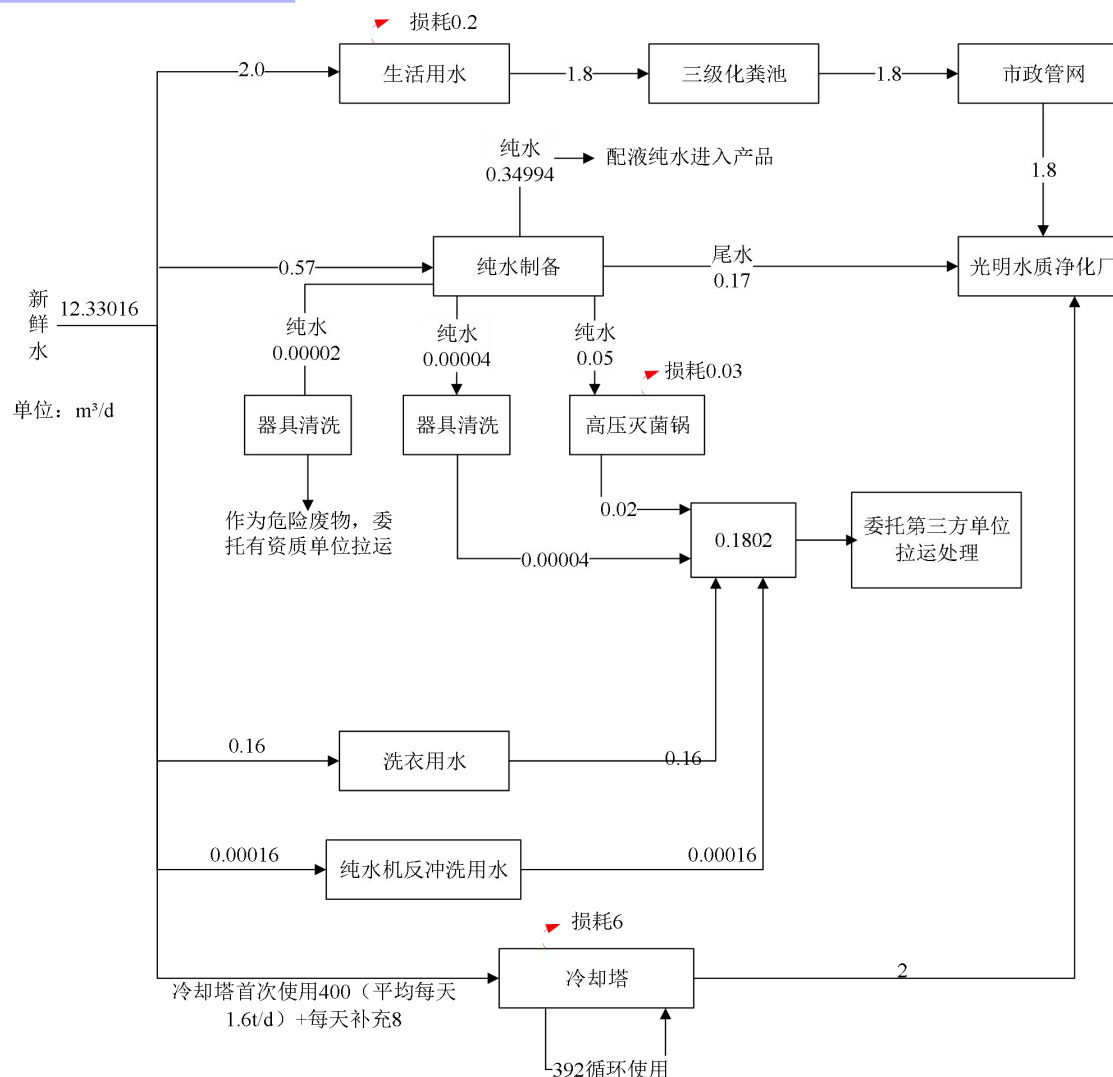 损耗0.2
2.0
生活用水
1.8
三级化粪池
1.8
市政管网
1.8
纯水
0.34994
配液纯水进入产品
0.57
纯水制备
尾水
0.17
光明水质净化厂
新
鲜
水
12.33016
单位：m³/d
纯水
0.00002
纯水
0.00004
纯水
0.05
损耗0.03
器具清洗
器具清洗
高压灭菌锅
作为危险废物，委
托有资质单位拉运
0.02
0.00004
0.1802
委托第三方单位
拉运处理
0.16
洗衣用水
0.16
0.00016
纯水机反冲洗用水
0.00016
损耗6
冷却塔
2
冷却塔首次使用400（平均每天
1.6t/d）+每天补充8
392循环使用